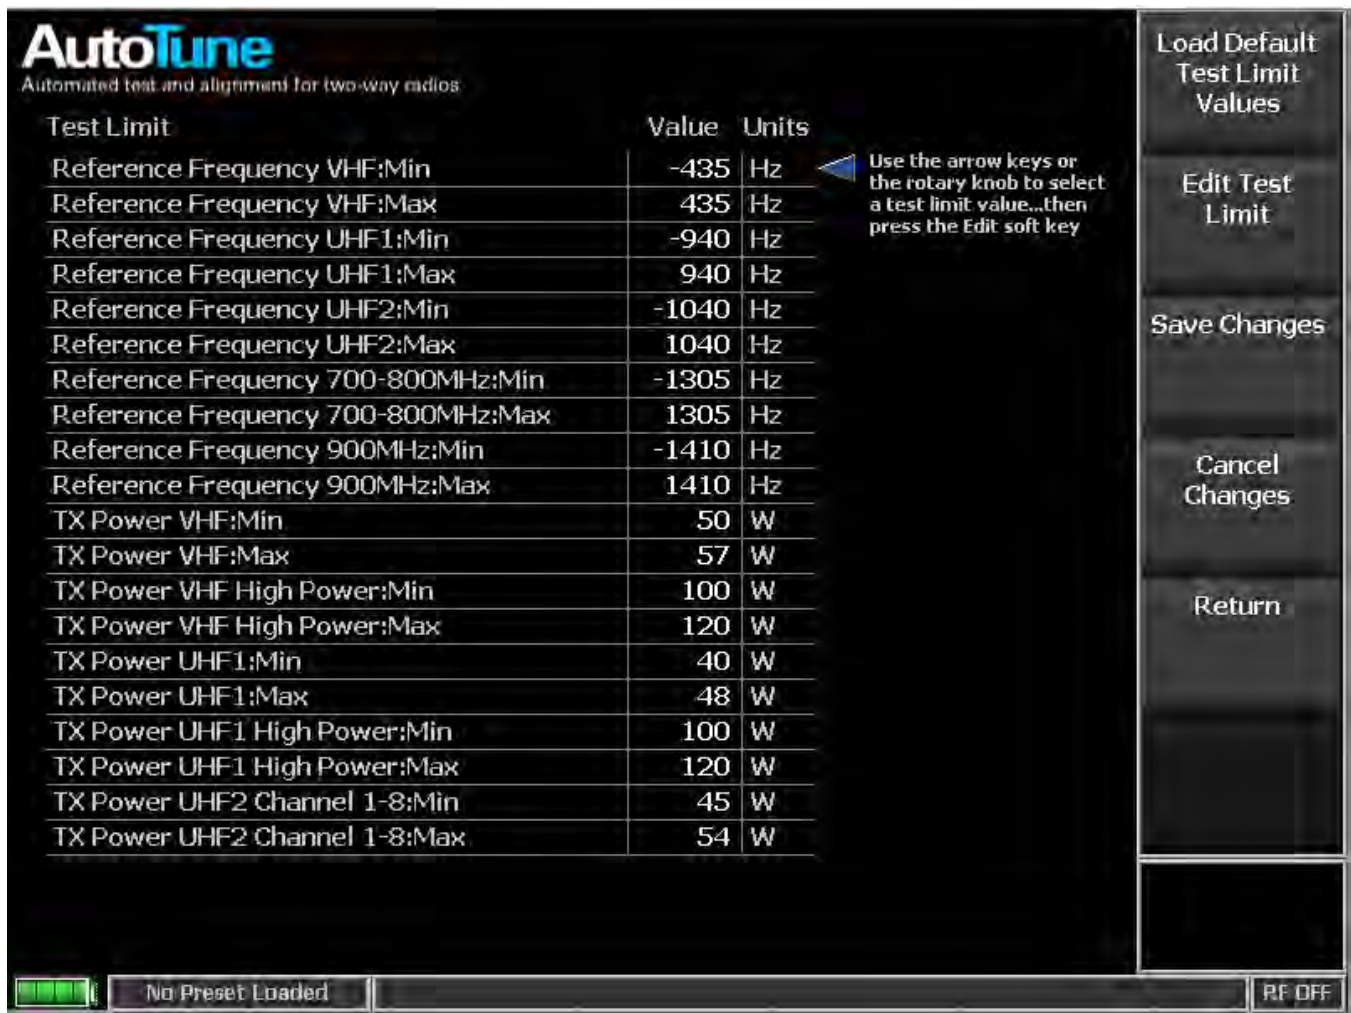 AutoTune
Automated test and alignment for two-way radios
Test Limit Value Units
Reference Frequency VHF:Min -435 Hz
Reference Frequency VHF:Max 435 Hz
Reference Frequency UHF1:Min -940 Hz
Reference Frequency UHF1:Max 940 Hz
Reference Frequency UHF2:Min -1040 Hz
Reference Frequency UHF2:Max 1040 Hz
Reference Frequency 700-800MHz:Min -1305 Hz
Reference Frequency 700-800MHz:Max 1305 Hz
Reference Frequency 900MHz:Min -1410 Hz
Reference Frequency 900MHz:Max 1410 Hz
TX Power VHF:Min 50 W
TX Power VHF:Max 57 W
TX Power VHF High Power:Min 100 W
TX Power VHF High Power:Max 120 W
TX Power UHF1:Min 40 W
TX Power UHF1:Max 48 W
TX Power UHF1 High Power:Min 100 W
TX Power UHF1 High Power:Max 120 W
TX Power UHF2 Channel 1-8:Min 45 W
TX Power UHF2 Channel 1-8:Max 54 W
Use the arrow keys or
the rotary knob to select
a test limit value...then
press the Edit soft key
Load Default
Test Limit
Values
Edit Test
Limit
Save Changes
Cancel
Changes
Return
No Preset Loaded
RF OFF